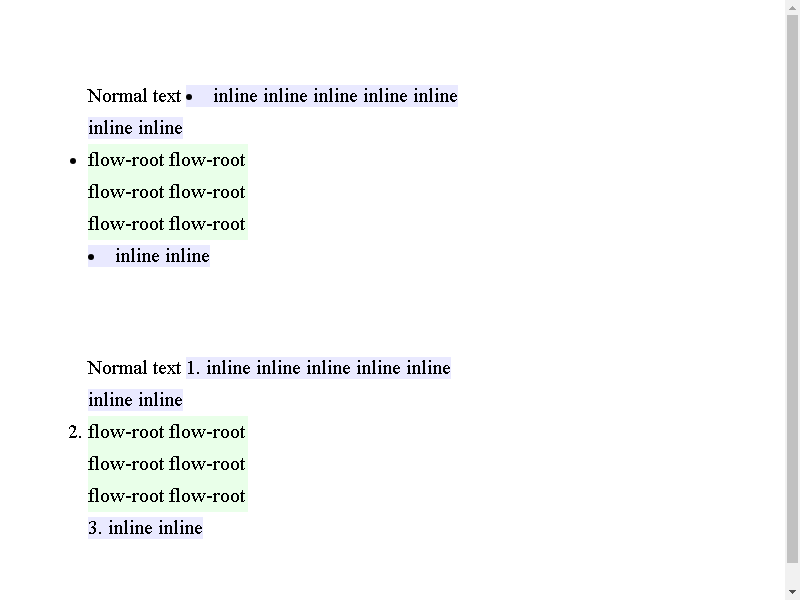 Normal text • inline inline inline inline inline
inline inline
• flow-root flow-root
flow-root flow-root
flow-root flow-root
• inline inline
Normal text 1. inline inline inline inline inline
inline inline
2. flow-root flow-root
flow-root flow-root
flow-root flow-root
3. inline inline